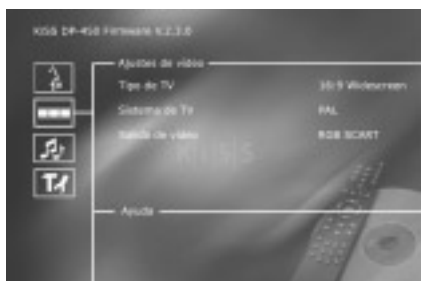 KiSS DP-450 Firmware V.2.3.0
Ajustes de vídeo
Tipo de TV 16:9 Widescreen
Sistema de TV PAL
Salida de vídeo RGB SCART
KISS
Ayuda